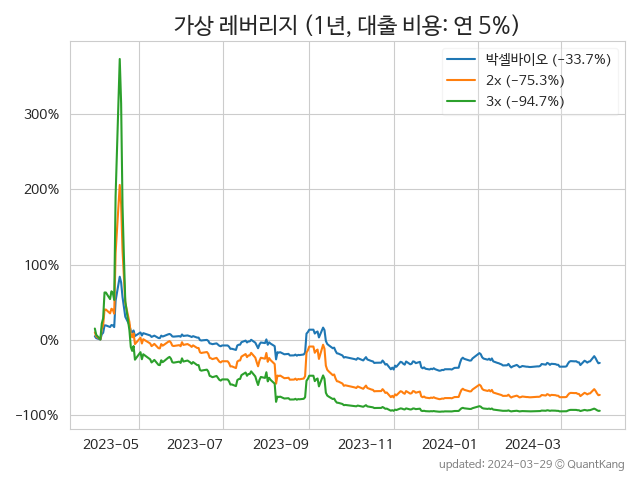 가상 레버리지 (1년, 대출 비용: 연 5%)
박셀바이오 (-33.7%)
2x (-75.3%)
3x (-94.7%)
300%
200%
100%
0%
-100%
2023-05 2023-07 2023-09 2023-11 2024-01 2024-03
updated: 2024-03-29 © QuantKang